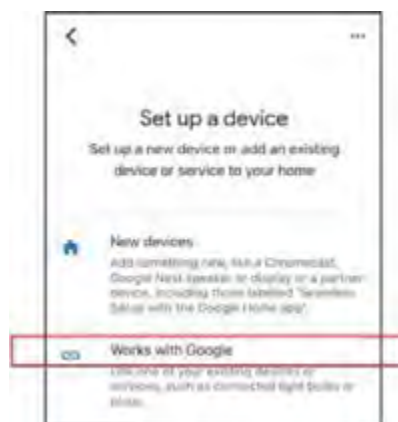 Set up a device
Set up a new device or add an existing
device or service to your home
New devices
Add something new, like a Chromecast,
Google Nest speaker or display or a partner
device, including those labelled "Seamless
Setup with the Google Home app".
Works with Google
Link one of your existing devices or
services, such as connected light bulbs or